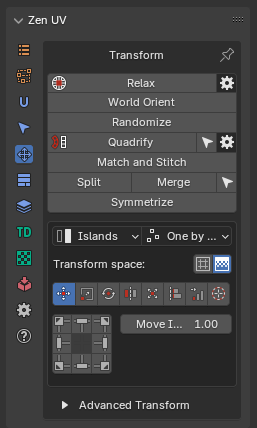 Zen UV
Transform
Relax
World Orient
Randomize
Quadrify
Match and Stitch
Split Merge
Symmetrize
Islands One by ...
Transform space:
TD
Move I... 1.00
Advanced Transform